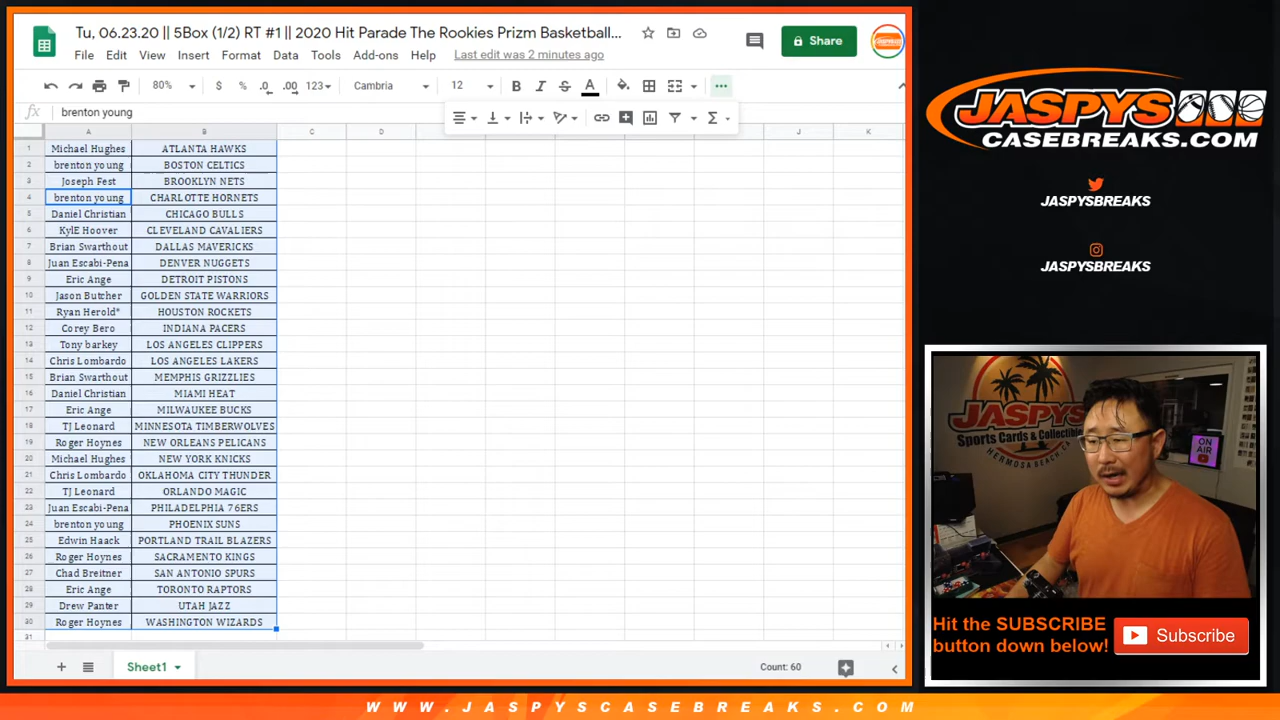 Tu, 06.23.20 || 5Box (1/2) RT #1 || 2020 Hit Parade The Rookies Prizm Basketball...
File Edit View Insert Format Data Tools Add-ons Help Last edit was 2 minutes ago
Share
80% $ % .0 .00 123 Cambria 12 B I S A
fx brenton young
A B C D J K
1 Michael Hughes ATLANTA HAWKS
2 brenton young BOSTON CELTICS
3 Joseph Fest BROOKLYN NETS
4 brenton young CHARLOTTE HORNETS
5 Daniel Christian CHICAGO BULLS
6 KylE Hoover CLEVELAND CAVALIERS
7 Brian Swarthout DALLAS MAVERICKS
8 Juan Escabi-Pena DENVER NUGGETS
9 Eric Ange DETROIT PISTONS
10 Jason Butcher GOLDEN STATE WARRIORS
11 Ryan Herold* HOUSTON ROCKETS
12 Corey Bero INDIANA PACERS
13 Tony barkey LOS ANGELES CLIPPERS
14 Chris Lombardo LOS ANGELES LAKERS
15 Brian Swarthout MEMPHIS GRIZZLIES
16 Daniel Christian MIAMI HEAT
17 Eric Ange MILWAUKEE BUCKS
18 TJ Leonard MINNESOTA TIMBERWOLVES
19 Roger Hoynes NEW ORLEANS PELICANS
20 Michael Hughes NEW YORK KNICKS
21 Chris Lombardo OKLAHOMA CITY THUNDER
22 TJ Leonard ORLANDO MAGIC
23 Juan Escabi-Pena PHILADELPHIA 76ERS
24 brenton young PHOENIX SUNS
25 Edwin Haack PORTLAND TRAIL BLAZERS
26 Roger Hoynes SACRAMENTO KINGS
27 Chad Breitner SAN ANTONIO SPURS
28 Eric Ange TORONTO RAPTORS
29 Drew Panter UTAH JAZZ
30 Roger Hoynes WASHINGTON WIZARDS
31
Sheet1 Count: 60
JASPYS
CASEBREAKS.COM
JASPYSBREAKS
JASPYSBREAKS
JASPYS
Sports Cards & Collectibles
HERMOSA BEACH, CA
ON AIR
Hit the SUBSCRIBE
button down below!
Subscribe
WWW.JASPYSCASEBREAKS.COM